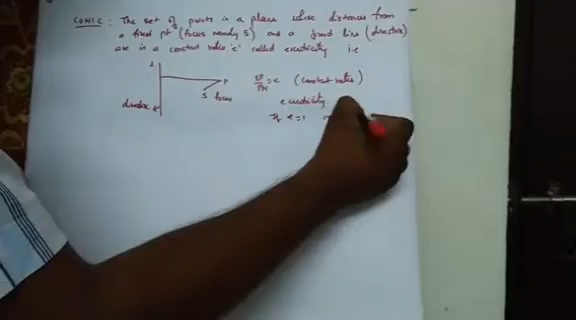 CONIC : The set of points in a plane whose distances from
a fixed pt (focus namely S) and a fixed line (directrix)
are in a constant ratio 'e' called eccentricity i.e
P
S focus
directrix
SP/PM = e (constant ratio)
eccentricity
If e=1